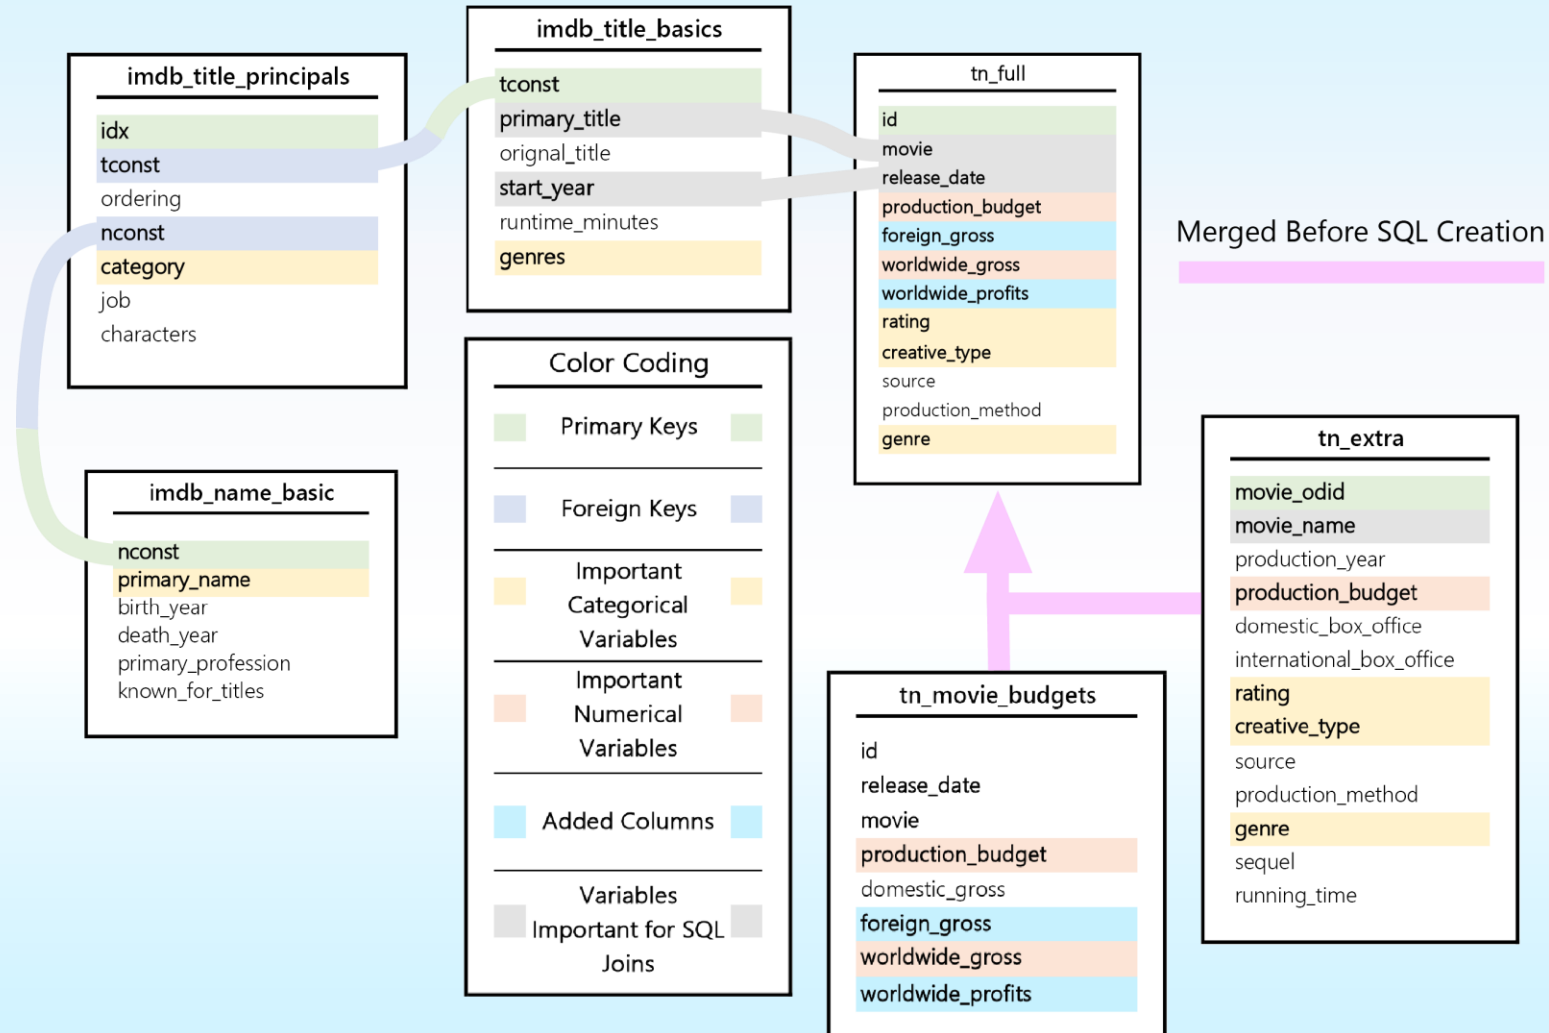 imdb_title_principals
idx
tconst
ordering
nconst
category
job
characters
imdb_title_basics
tconst
primary_title
orignal_title
start_year
runtime_minutes
genres
tn_full
id
movie
release_date
production_budget
foreign_gross
worldwide_gross
worldwide_profits
rating
creative_type
source
production_method
genre
Merged Before SQL Creation
imdb_name_basic
nconst
primary_name
birth_year
death_year
primary_profession
known_for_titles
Color Coding
Primary Keys
Foreign Keys
Important
Categorical
Variables
Important
Numerical
Variables
Added Columns
Variables
Important for SQL
Joins
tn_movie_budgets
id
release_date
movie
production_budget
domestic_gross
foreign_gross
worldwide_gross
worldwide_profits
tn_extra
movie_odid
movie_name
production_year
production_budget
domestic_box_office
international_box_office
rating
creative_type
source
production_method
genre
sequel
running_time